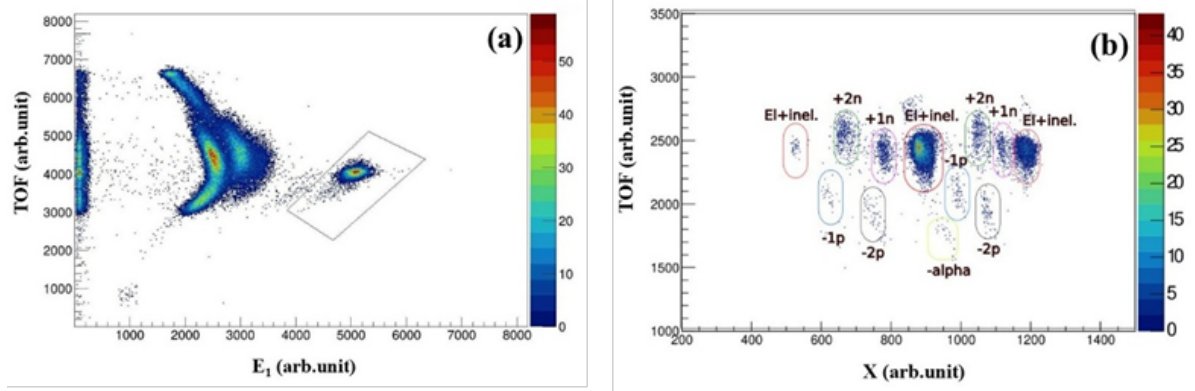 (a)
TOF (arb.unit)
8000
7000
6000
5000
4000
3000
2000
1000
1000 2000 3000 4000 5000 6000 7000 8000
E₁ (arb.unit)
50
40
30
20
10
0
(b)
TOF (arb.unit)
3500
3000
2500
2000
1500
1000
200 400 600 800 1000 1200 1400
X (arb.unit)
40
35
30
25
20
15
10
5
0
+2n +2n
El+inel. +1n El+inel. +1n El+inel.
-1p
-1p -2p -2p
-alpha